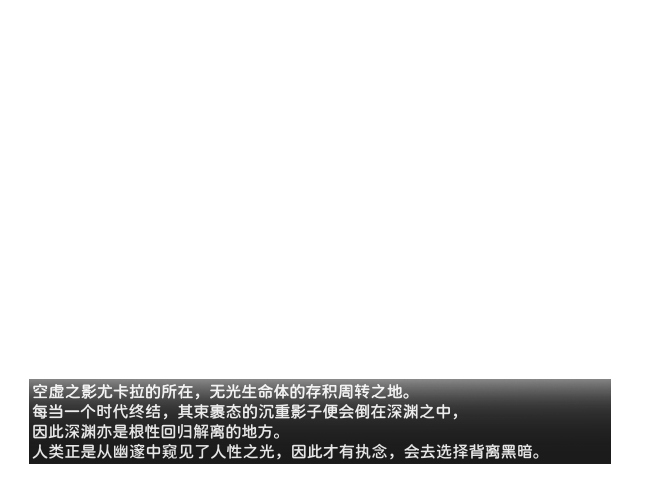 空虚之影尤卡拉的所在，无光生命体的存积周转之地。
每当一个时代终结，其束裹态的沉重影子便会倒在深渊之中，
因此深渊亦是根性回归解离的地方。
人类正是从幽邃中窥见了人性之光，因此才有执念，会去选择背离黑暗。